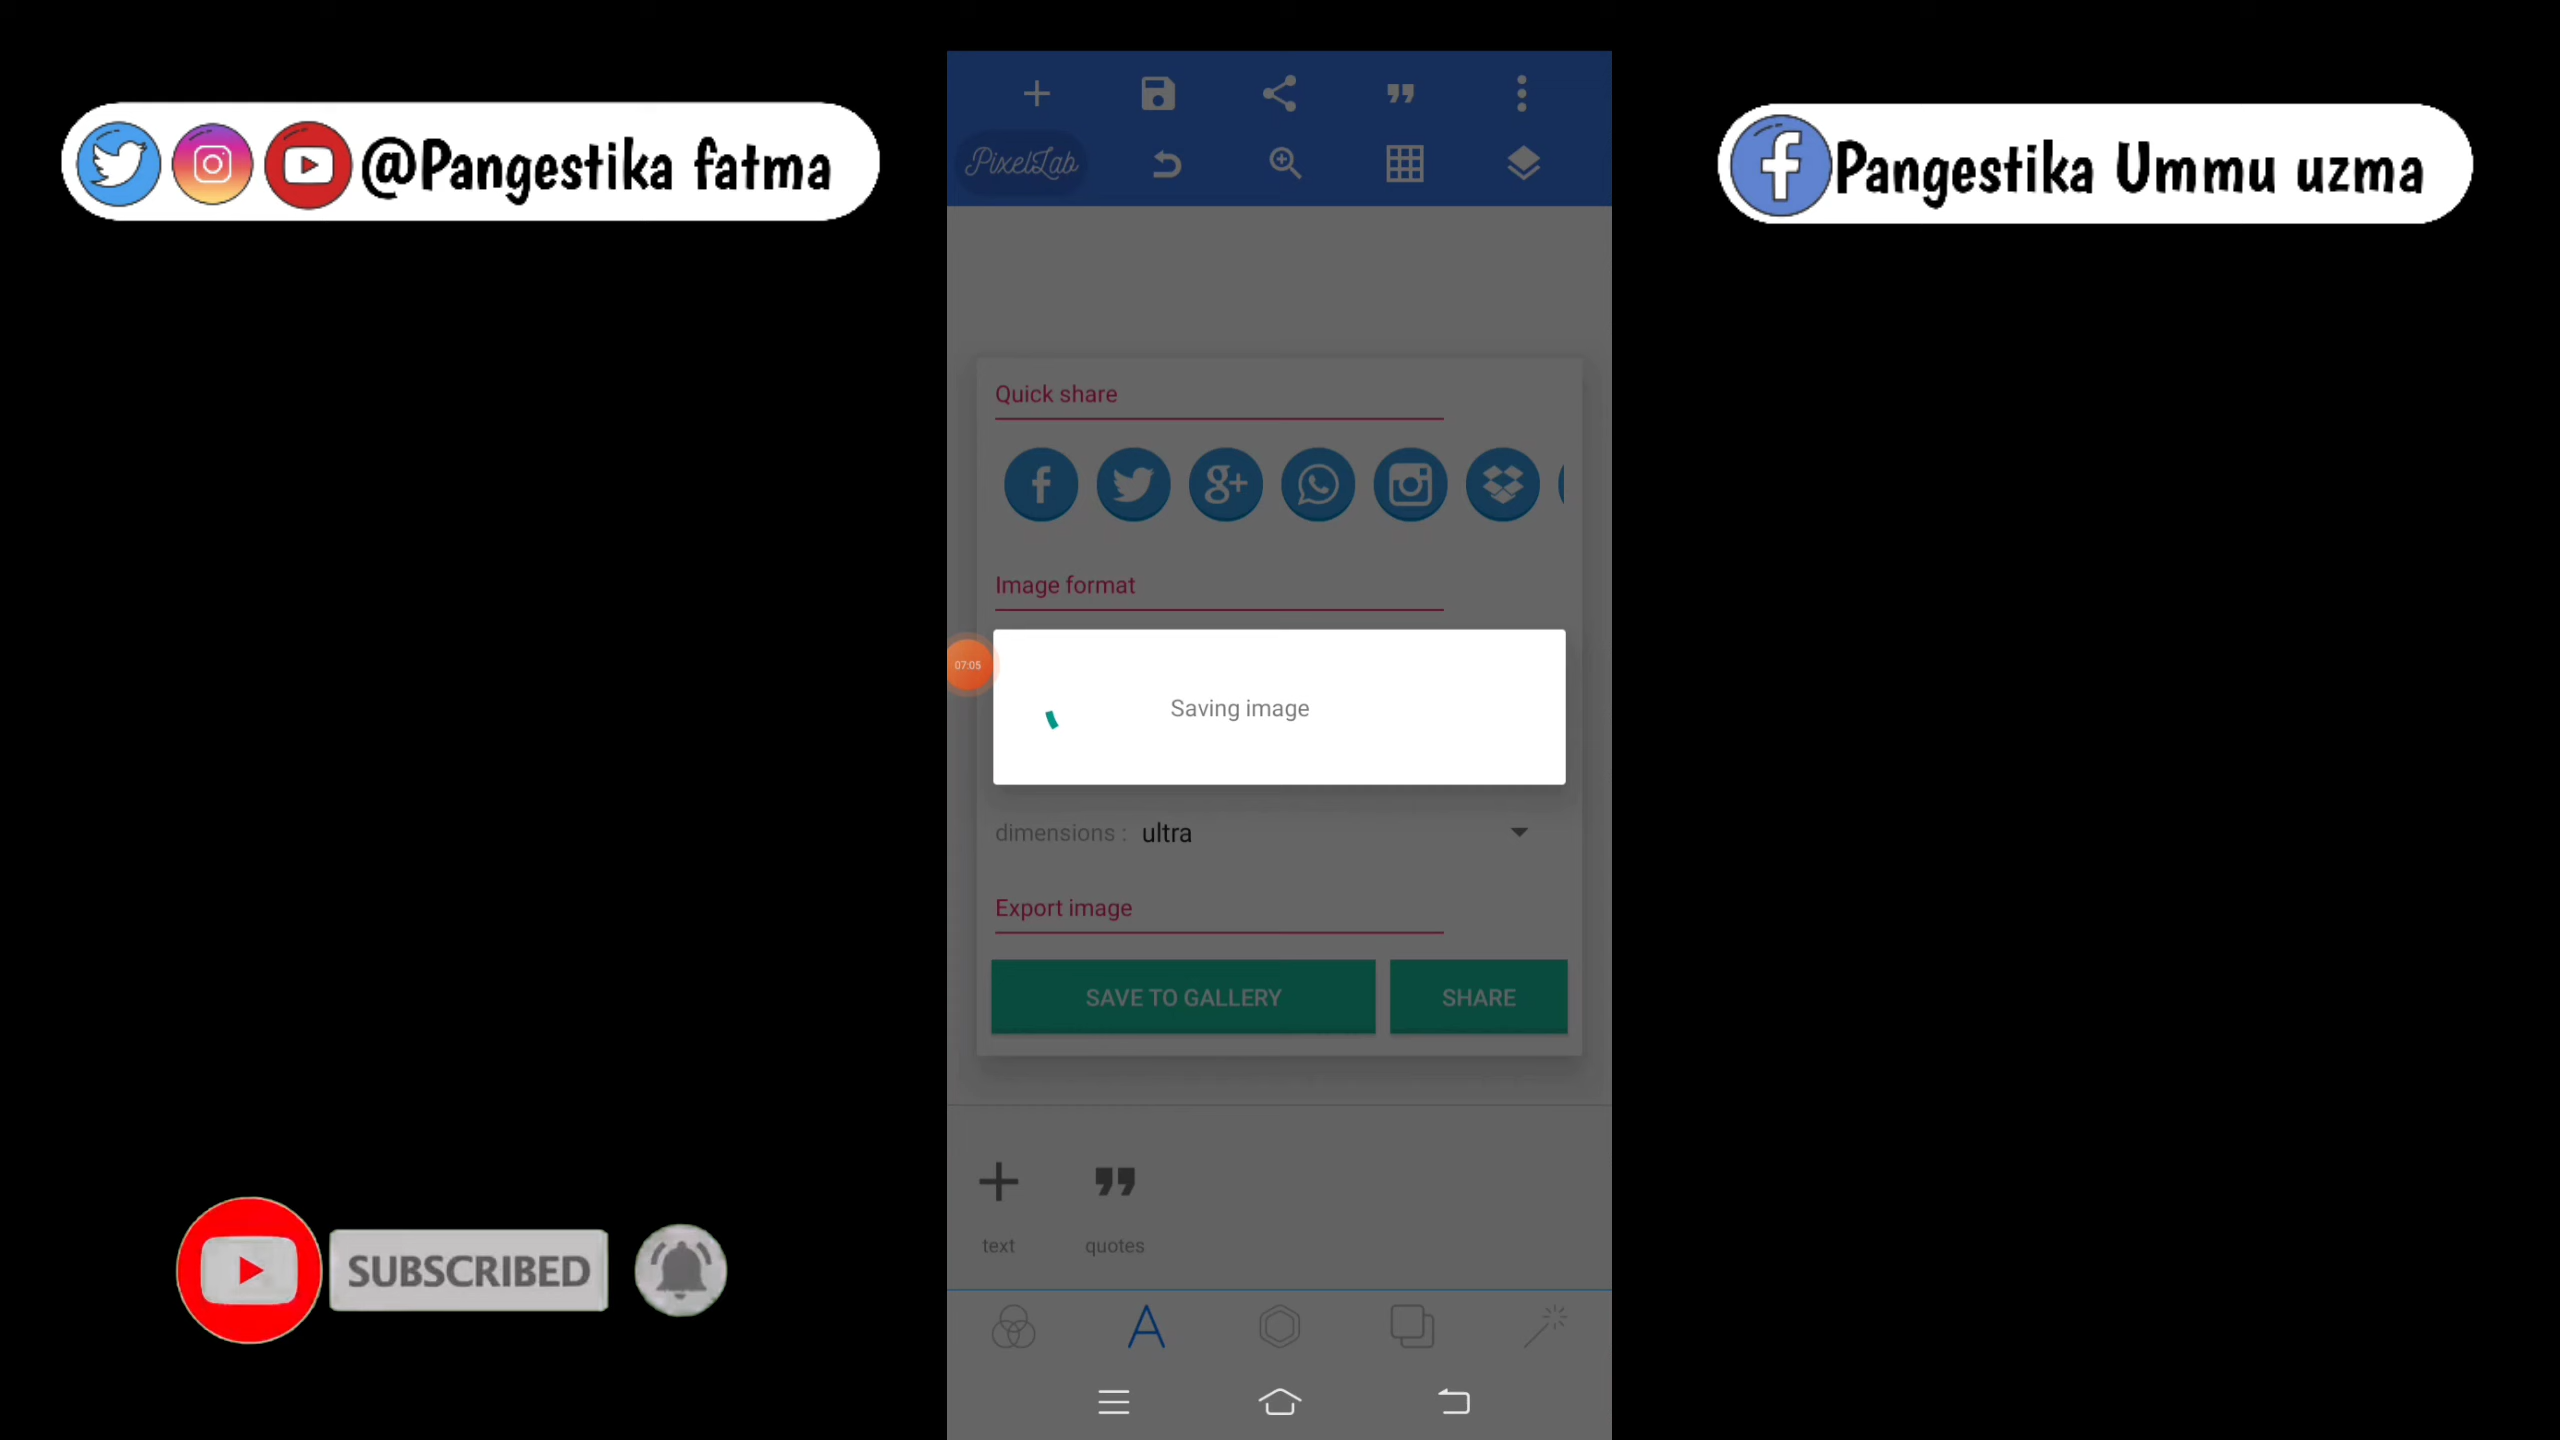 @Pangestika fatma
Pangestika Ummu uzma
PixelLab
Quick share
Image format
07:05
Saving image
dimensions : ultra
Export image
SAVE TO GALLERY
SHARE
text
quotes
SUBSCRIBED